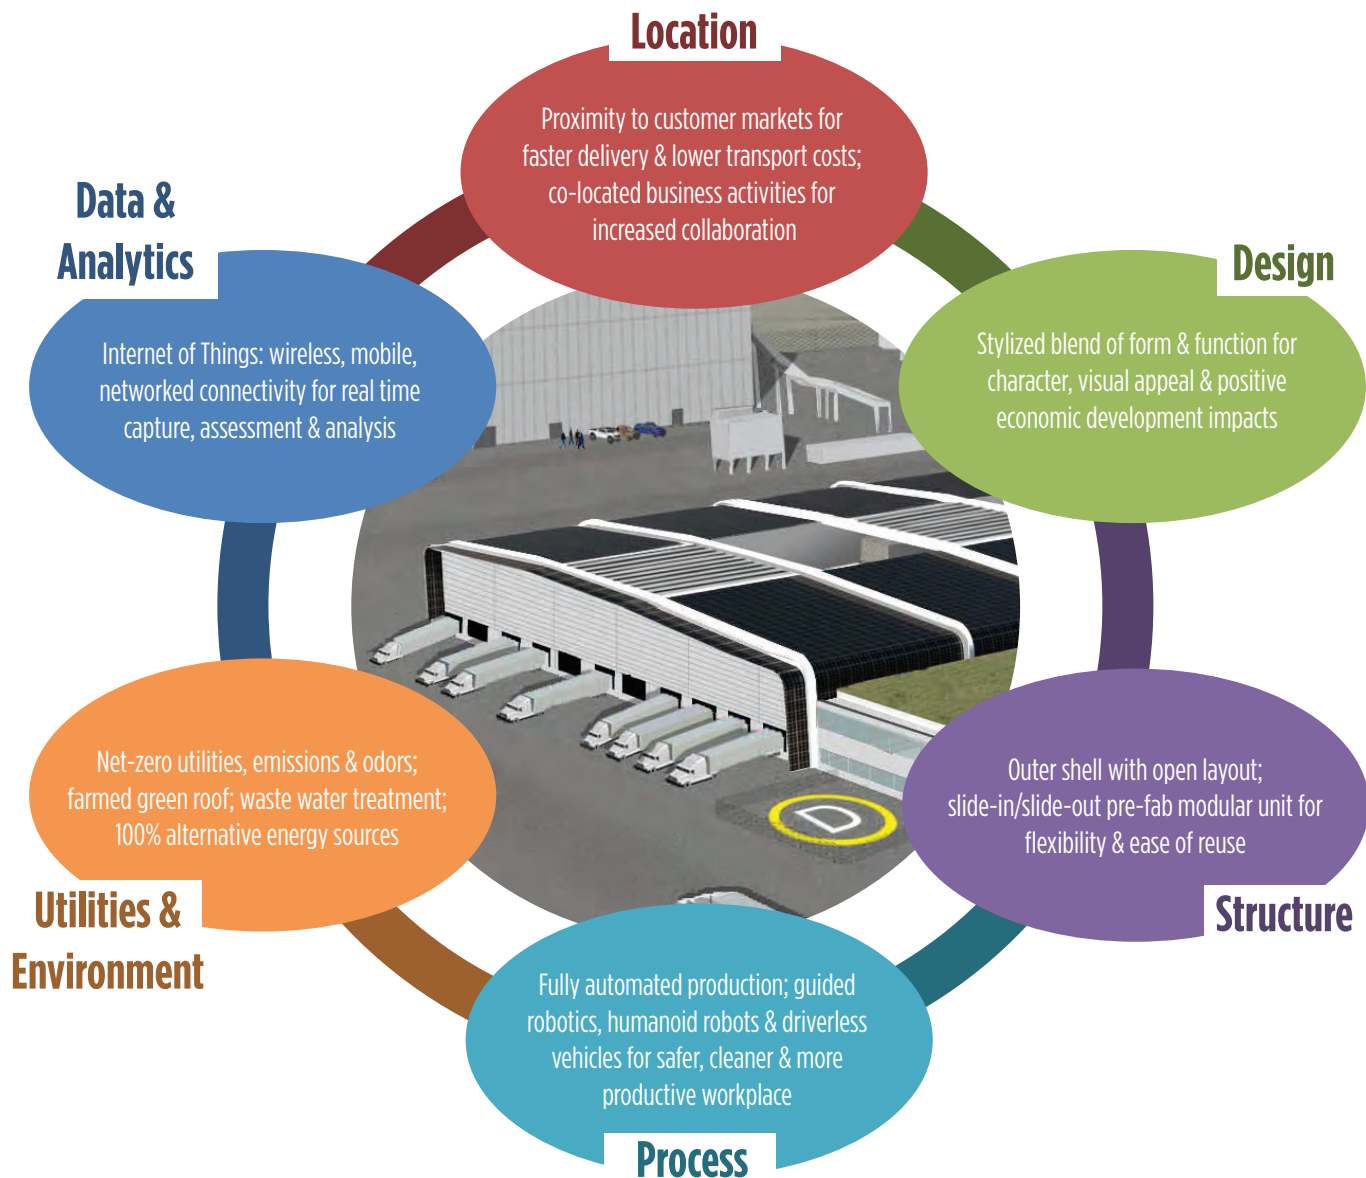 Location
Proximity to customer markets for
faster delivery & lower transport costs;
co-located business activities for
increased collaboration
Design
Stylized blend of form & function for
character, visual appeal & positive
economic development impacts
Structure
Outer shell with open layout;
slide-in/slide-out pre-fab modular unit for
flexibility & ease of reuse
Process
Fully automated production; guided
robotics, humanoid robots & driverless
vehicles for safer, cleaner & more
productive workplace
Utilities &
Environment
Net-zero utilities, emissions & odors;
farmed green roof; waste water treatment;
100% alternative energy sources
Data &
Analytics
Internet of Things: wireless, mobile,
networked connectivity for real time
capture, assessment & analysis
D